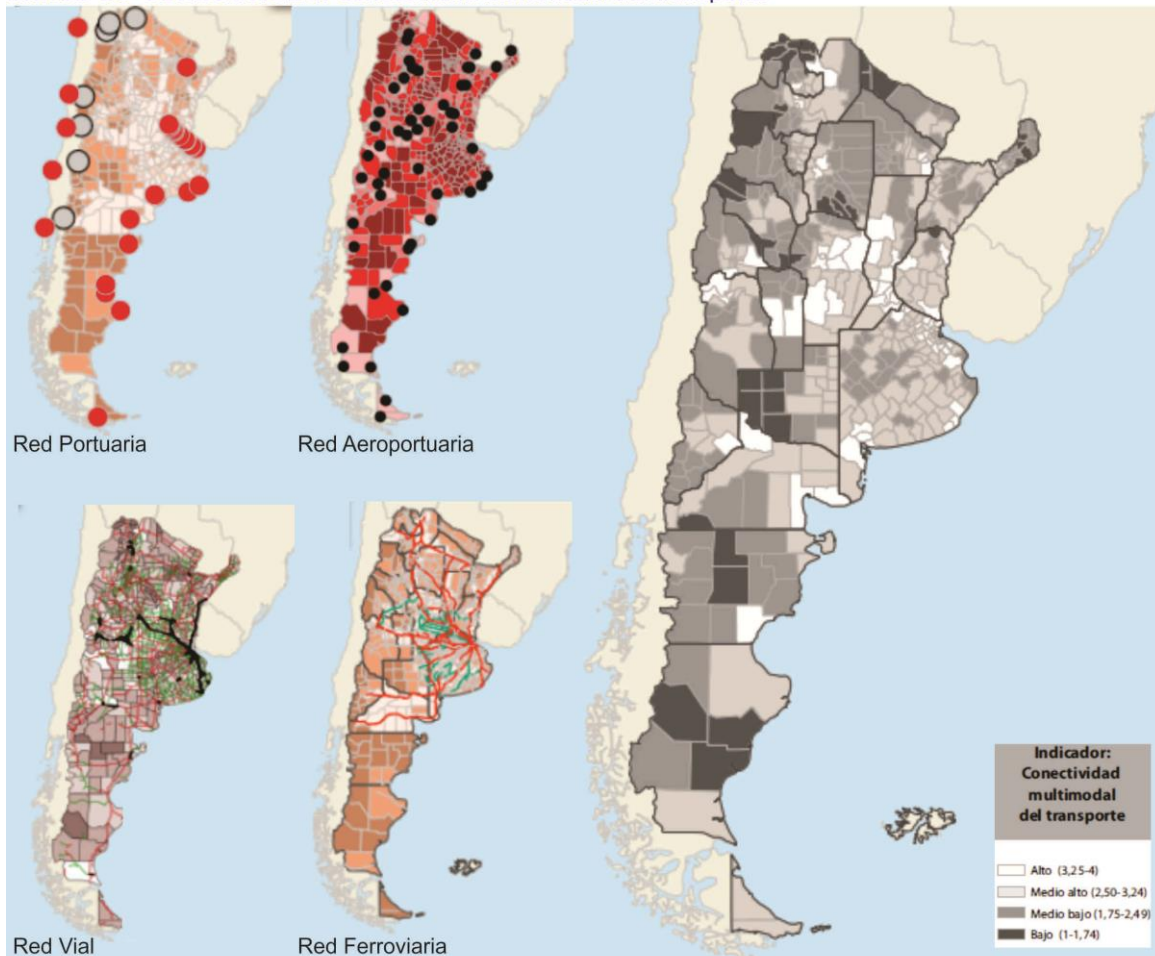 Red Portuaria
Red Aeroportuaria
Red Vial
Red Ferroviaria
Indicador:
Conectividad
multimodal
del transporte
Alto (3,25-4)
Medio alto (2,50-3,24)
Medio bajo (1,75-2,49)
Bajo (1-1,74)